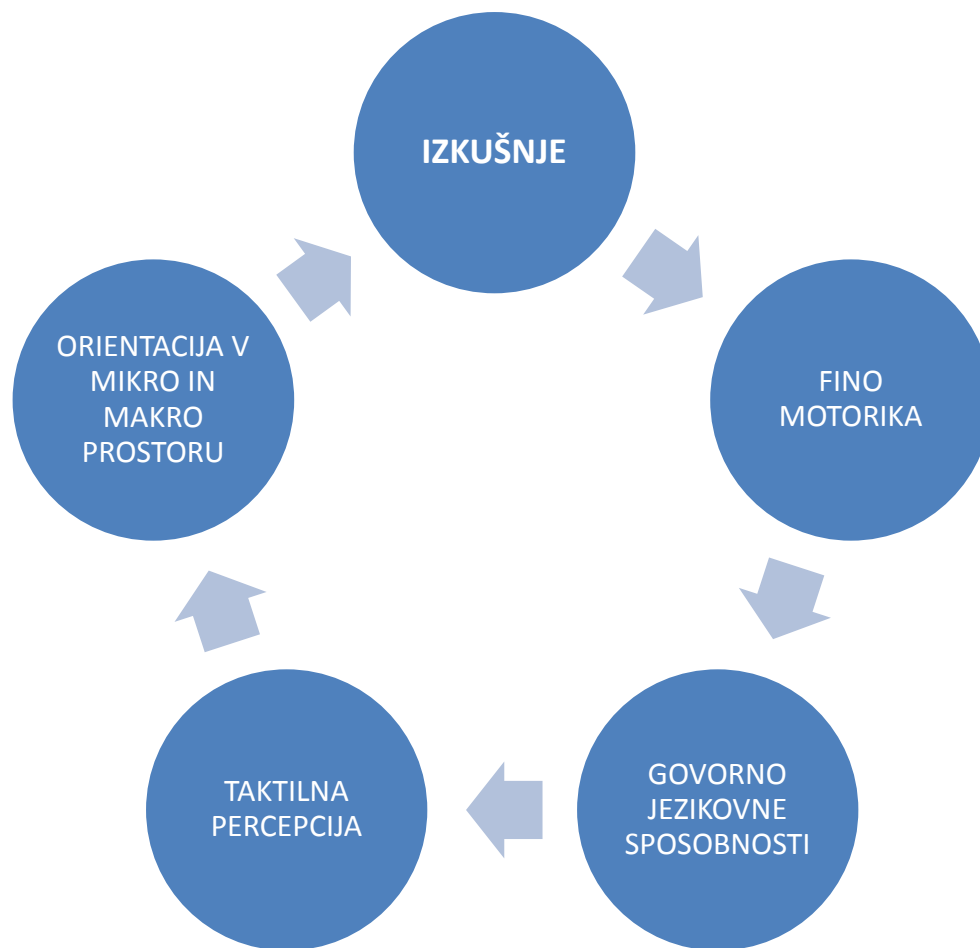 IZKUŠNJE
FINO
MOTORIKA
GOVORNO
JEZIKOVNE
SPOSOBNOSTI
TAKTILNA
PERCEPCIJA
ORIENTACIJA V
MIKRO IN
MAKRO
PROSTORU